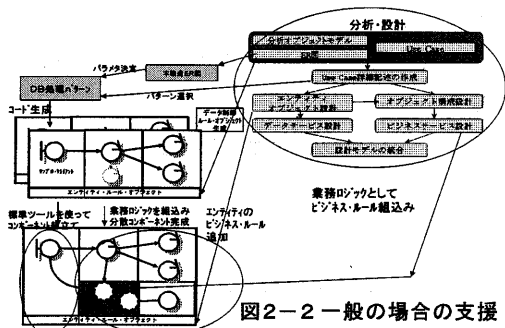 分析・設計
分析オブジェクトモデル
ER図
Use Case
Use Case詳細記述の作成
エンティティ・
オブジェクト設計
オブジェクト構成設計
データサービス設計
ビジネスサービス設計
設計モデルの統合
パラメタ決定
DB処理パターン
パターン選択
コード生成
データ制御
ルール・オブジェクト
生成
エンティティ・ルール・オブジェクト
標準ツールを使って
コンポーネント組立て
業務ロジックを組込み
分散コンポーネント完成
エンティティの
ビジネス・ルール
追加
業務ロジックとして
ビジネス・ルール組込み
エンティティ・ルール・オブジェクト
図2-2 一般の場合の支援